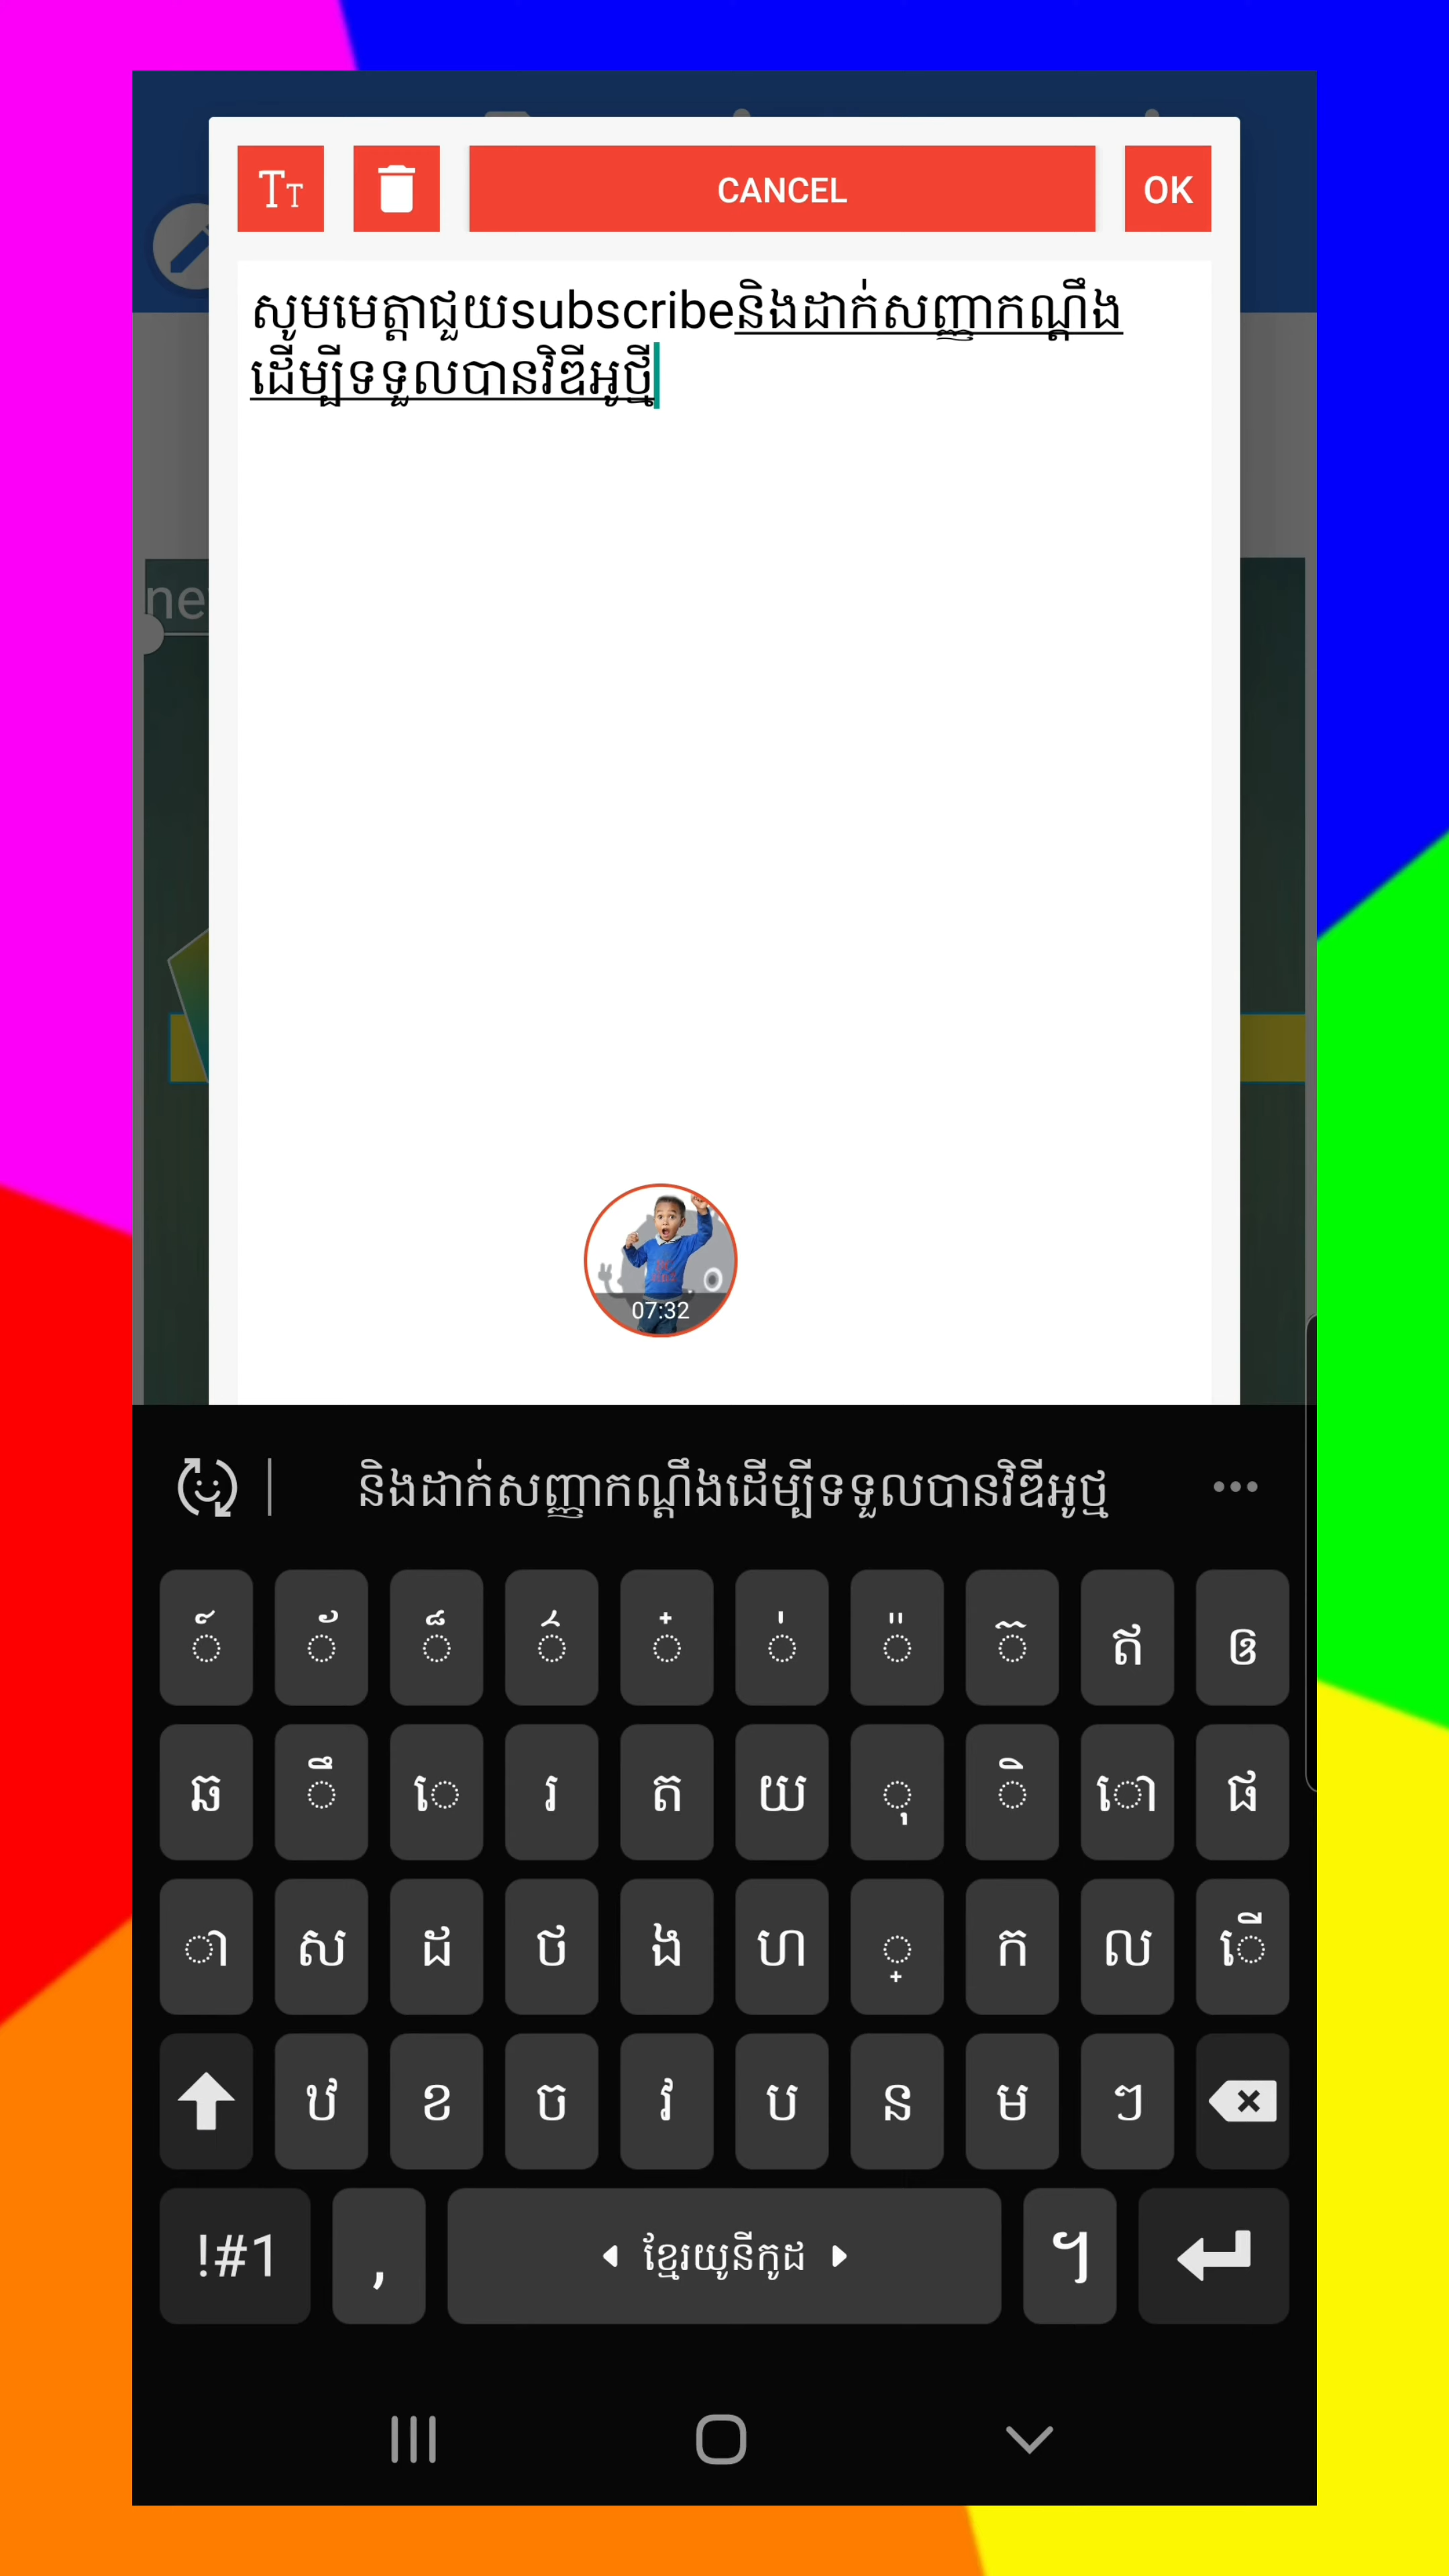 TT
CANCEL
OK
សូមមេត្តាជួយsubscribeនិងដាក់សញ្ញាកណ្ដឹង
ដើម្បីទទួលបានវិឌីអូថ្មី
ne
07:32
និងដាក់សញ្ញាកណ្ដឹងដើម្បីទទួលបានវិឌីអូថ្ម
៍ ័ ៏ ៌ ៎ ់ ៉ ៊ ឥ ឲ
ឆ ឹ េ រ ត យ ុ ិ ោ ផ
ា ស ដ ថ ង ហ ្ ក ល ើ
ឋ ខ ច វ ប ន ម ៗ
!#1 , ខ្មែរយូនីកូដ ។